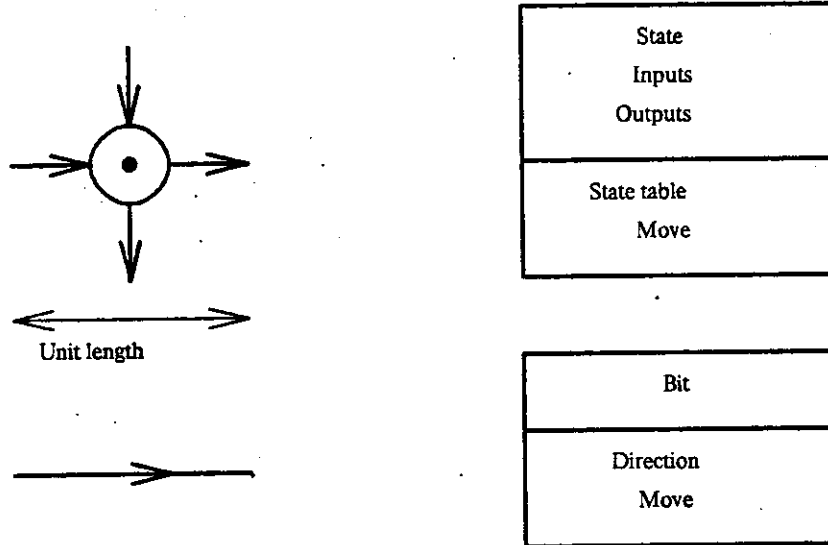 State
Inputs
Outputs
State table
Move
Unit length
Bit
Direction
Move